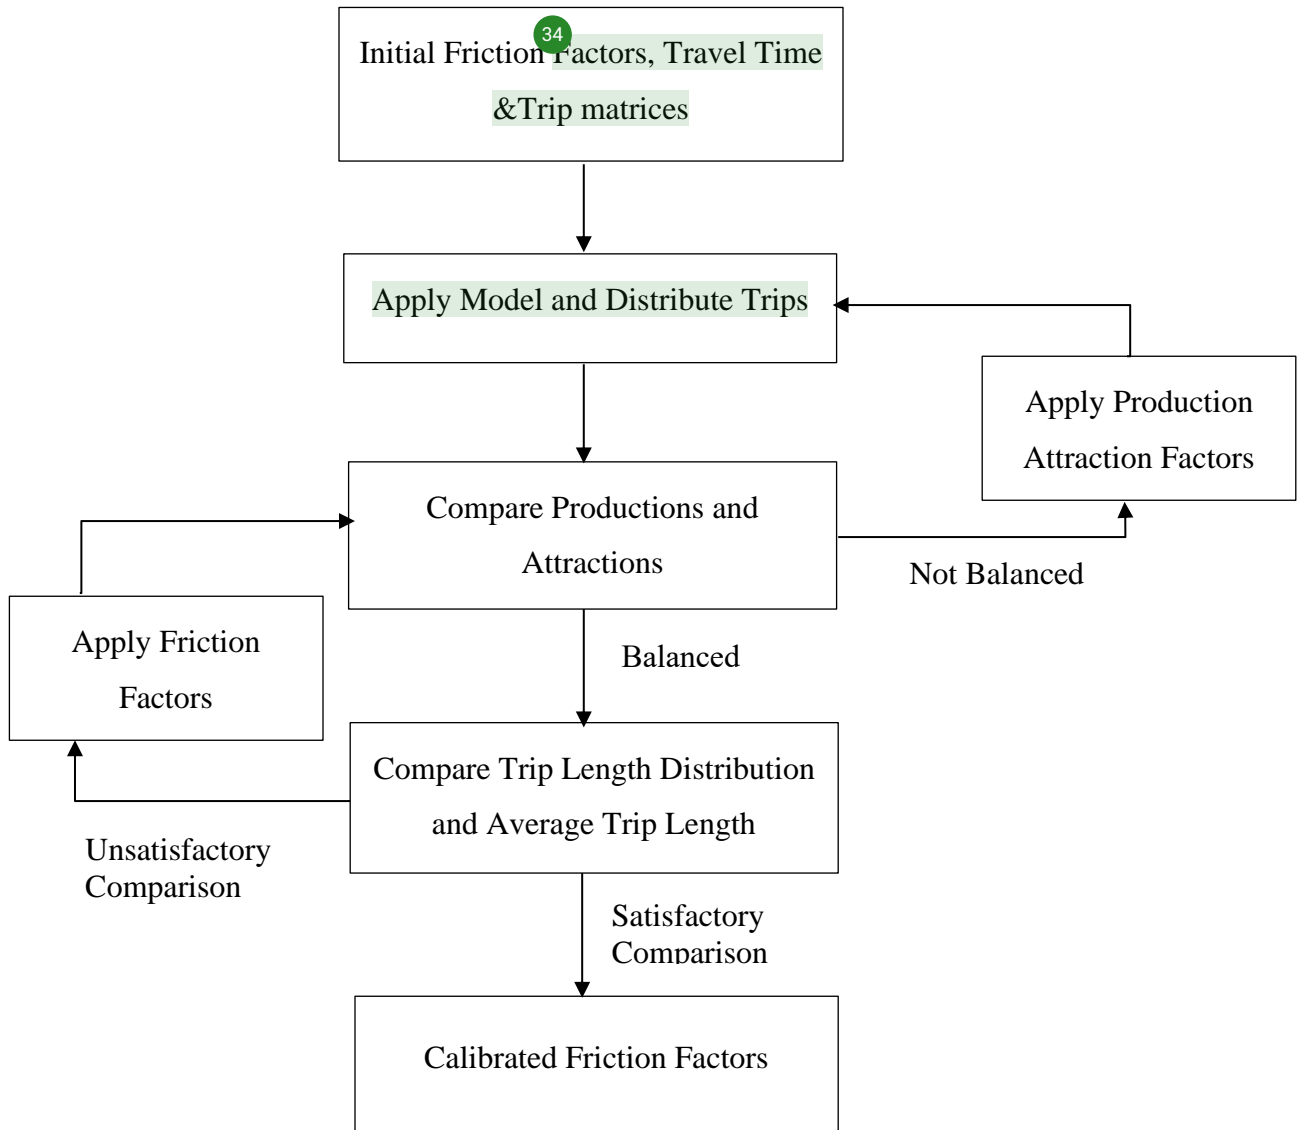 34
Initial Friction Factors, Travel Time
&Trip matrices
Apply Model and Distribute Trips
Apply Production
Attraction Factors
Compare Productions and
Attractions
Not Balanced
Apply Friction
Factors
Balanced
Compare Trip Length Distribution
and Average Trip Length
Unsatisfactory
Comparison
Satisfactory
Comparison
Calibrated Friction Factors